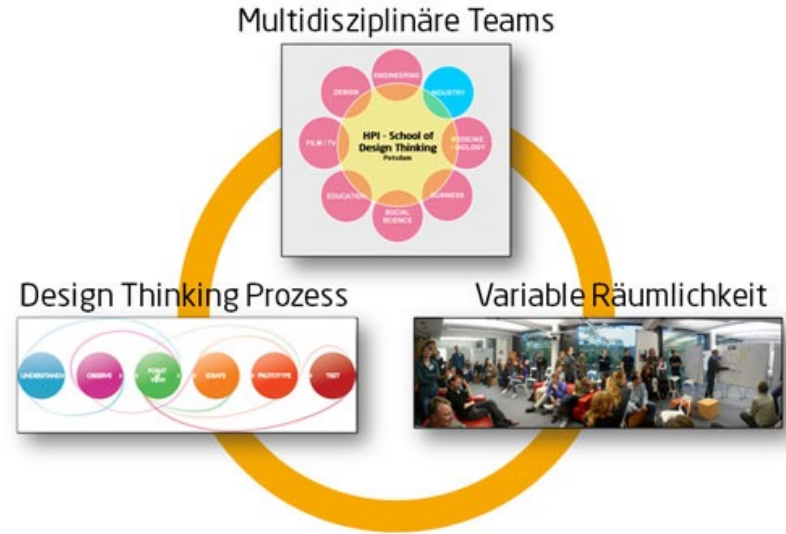 Multidisziplinäre Teams
ENGINEERING
DESIGN
INDUSTRY
FILM / TV
HPI - School of
Design Thinking
Potsdam
MEDICINE
- BIOLOGY
EDUCATION
BUSINESS
SOCIAL
SCIENCE
Design Thinking Prozess
Variable Räumlichkeit
UNDERSTAND
OBSERVE
POINT
OF
VIEW
IDEATE
PROTOTYPE
TEST